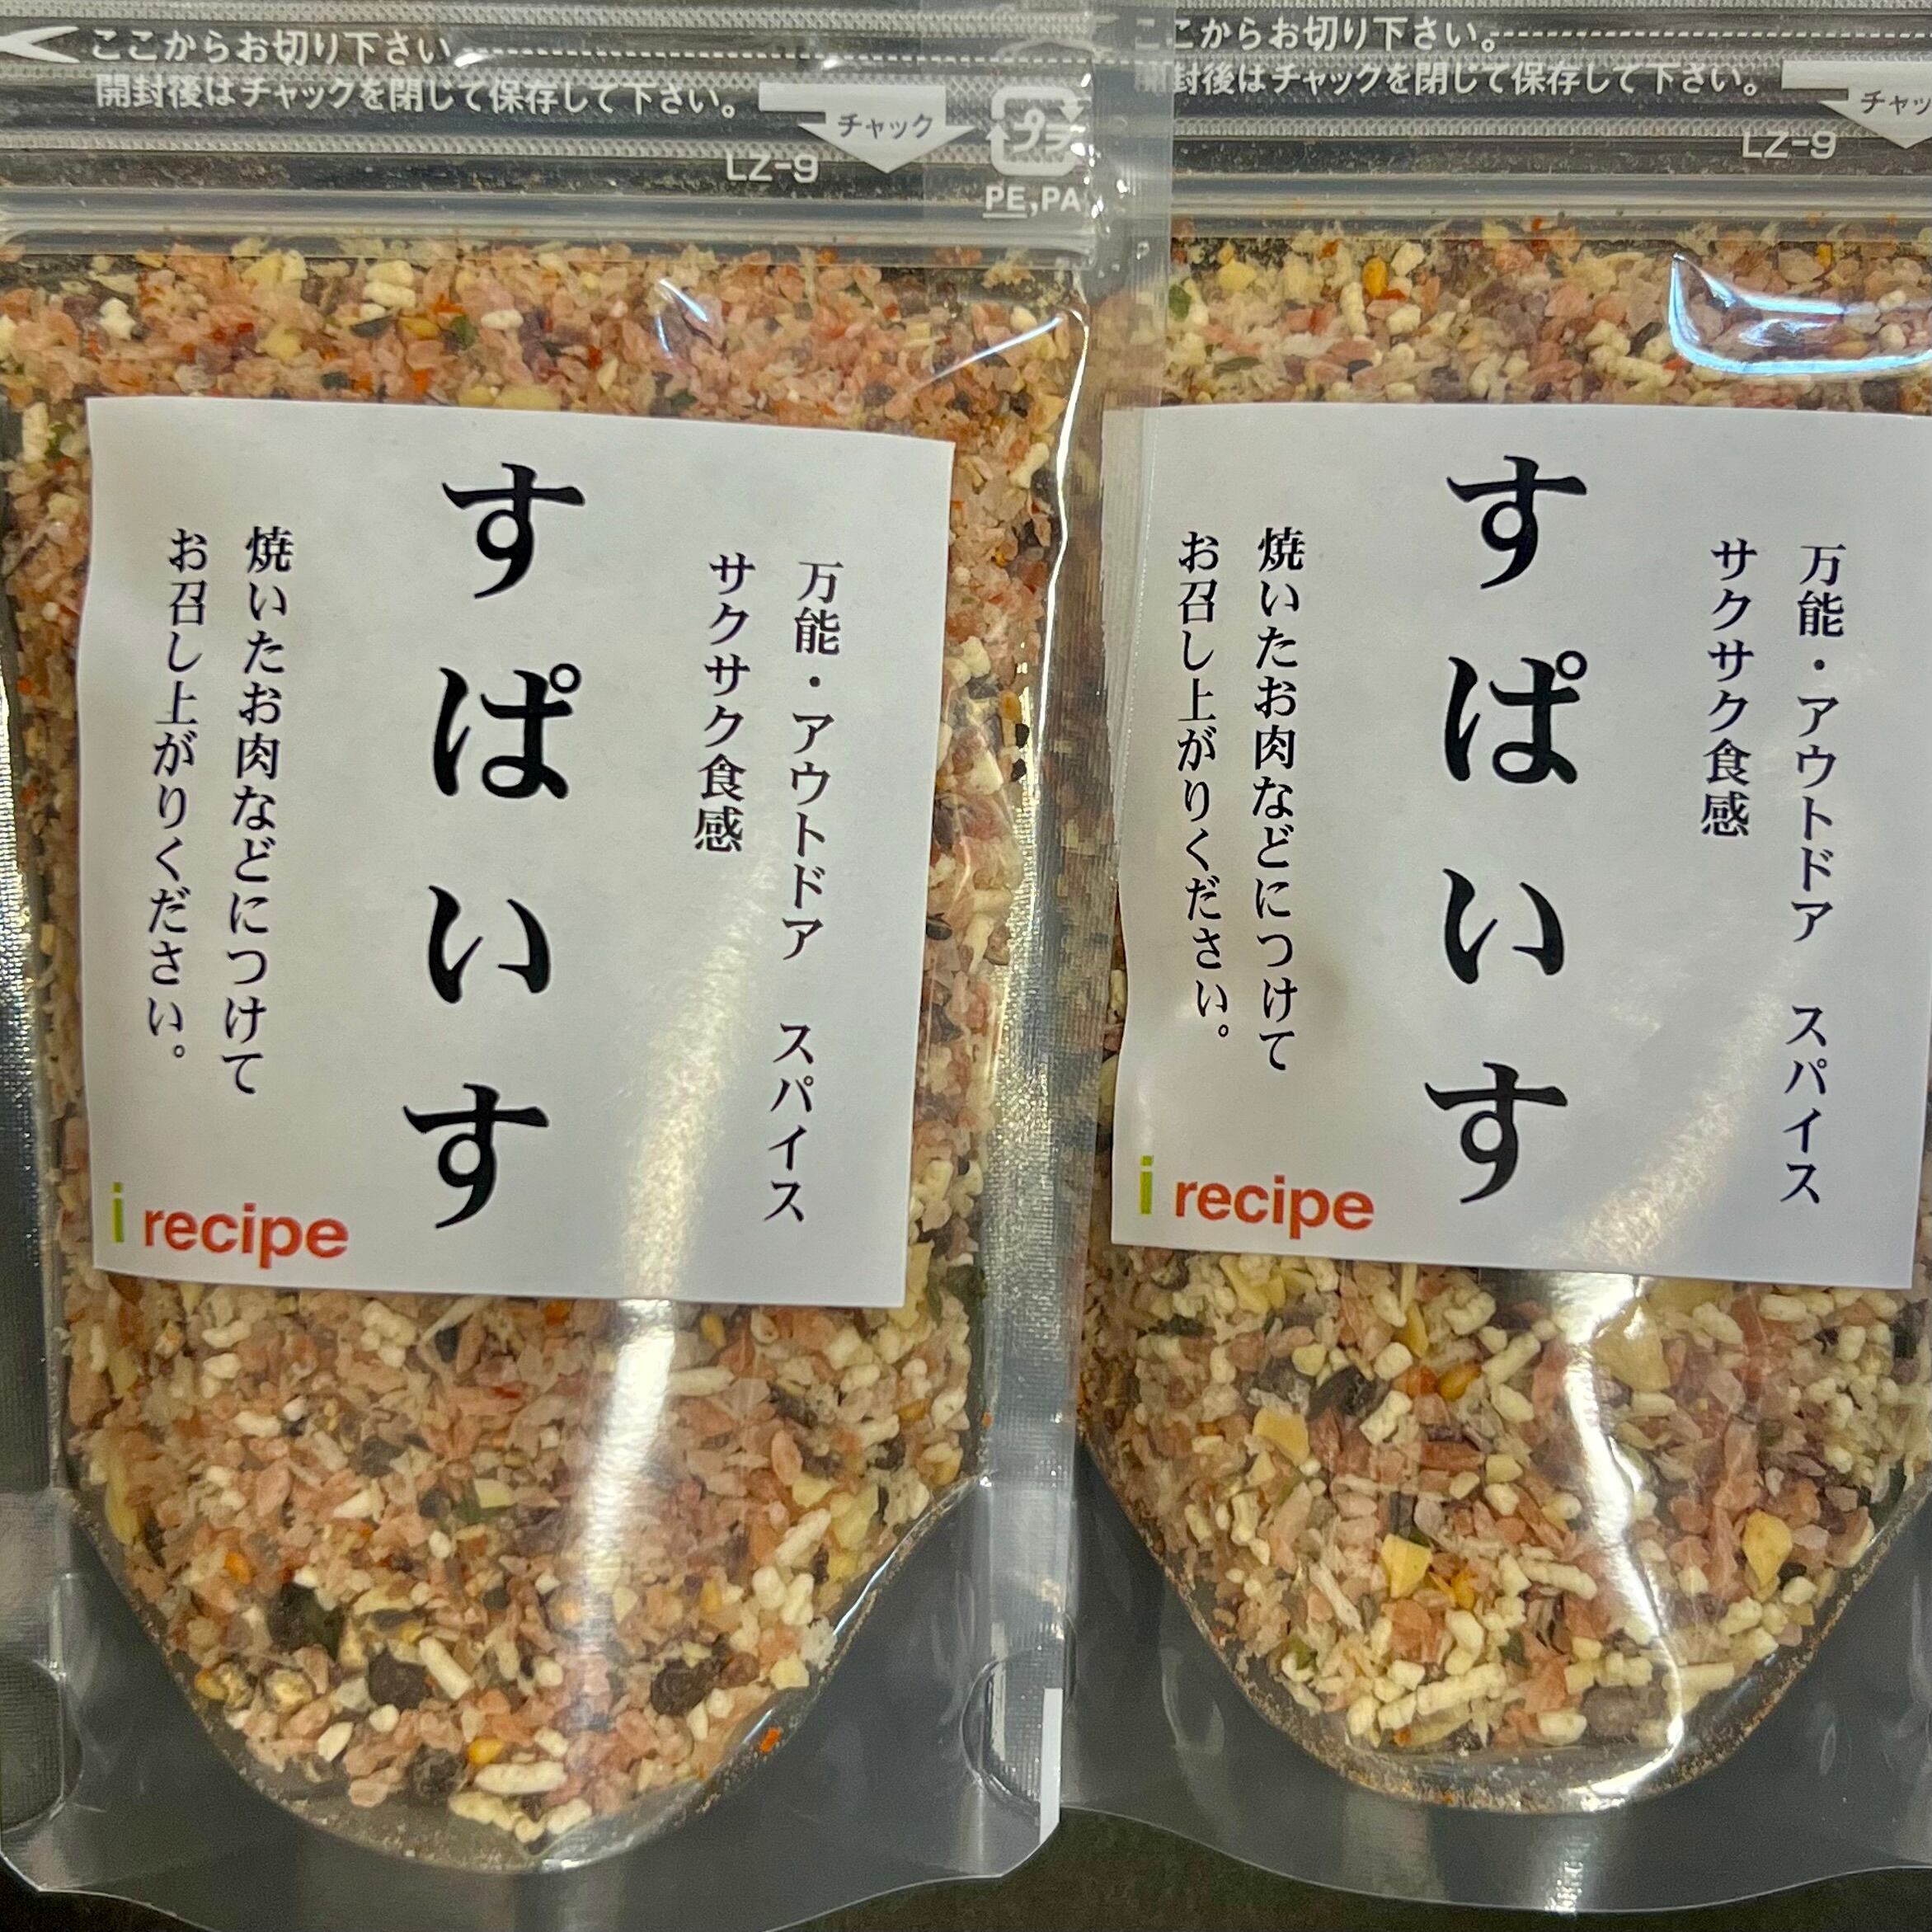 ここからお切り下さい。
開封後はチャックを閉じて保存して下さい。
チャック
LZ-9
プラ
PE,PA
万能・アウトドア　スパイス
サクサク食感
すぱいす
焼いたお肉などにつけて
お召し上がりください。
i recipe
ここからお切り下さい。
封後はチャックを閉じて保存して下さい。
チャッ
LZ-9
万能・アウトドア　スパイス
サクサク食感
すぱいす
焼いたお肉などにつけて
お召し上がりください。
i recipe